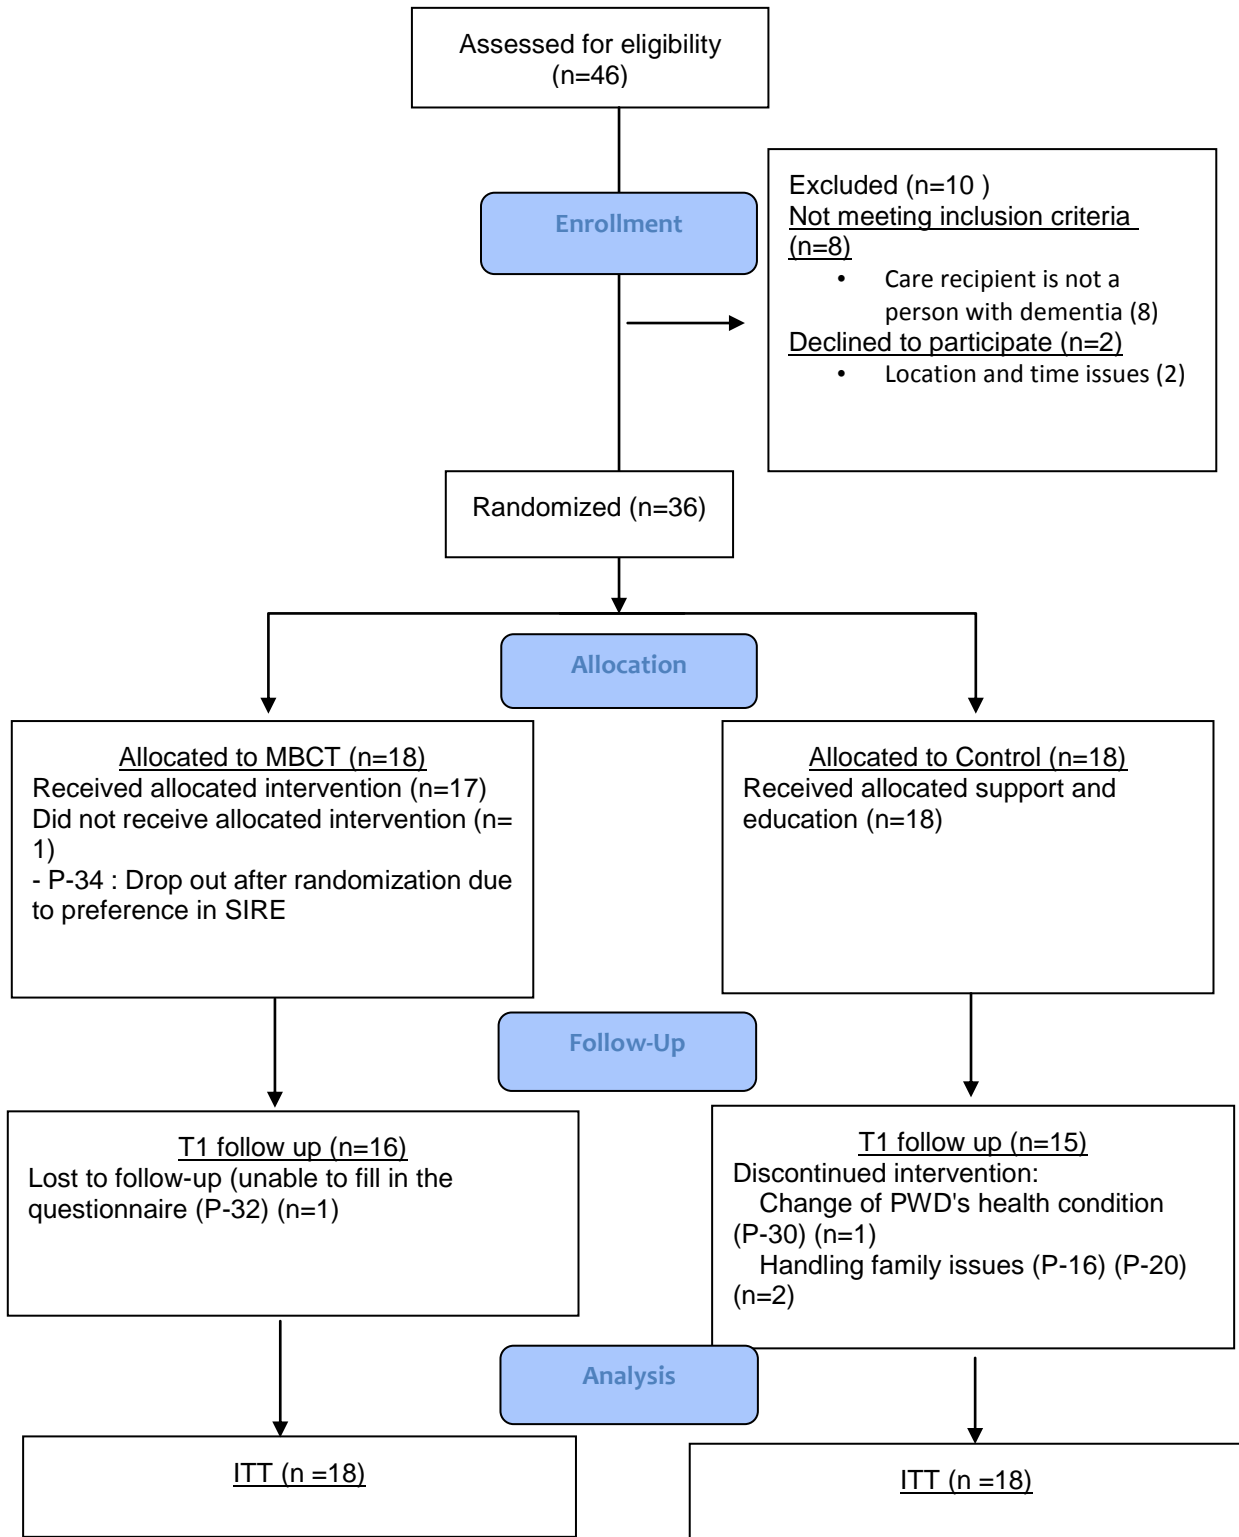 Assessed for eligibility
(n=46)
Enrollment
Excluded (n=10 )
Not meeting inclusion criteria
(n=8)
• Care recipient is not a
person with dementia (8)
Declined to participate (n=2)
• Location and time issues (2)
Randomized (n=36)
Allocation
Allocated to MBCT (n=18)
Received allocated intervention (n=17)
Did not receive allocated intervention (n=
1)
- P-34 : Drop out after randomization due
to preference in SIRE
Allocated to Control (n=18)
Received allocated support and
education (n=18)
Follow-Up
T1 follow up (n=16)
Lost to follow-up (unable to fill in the
questionnaire (P-32) (n=1)
T1 follow up (n=15)
Discontinued intervention:
Change of PWD's health condition
(P-30) (n=1)
Handling family issues (P-16) (P-20)
(n=2)
Analysis
ITT (n =18)
ITT (n =18)